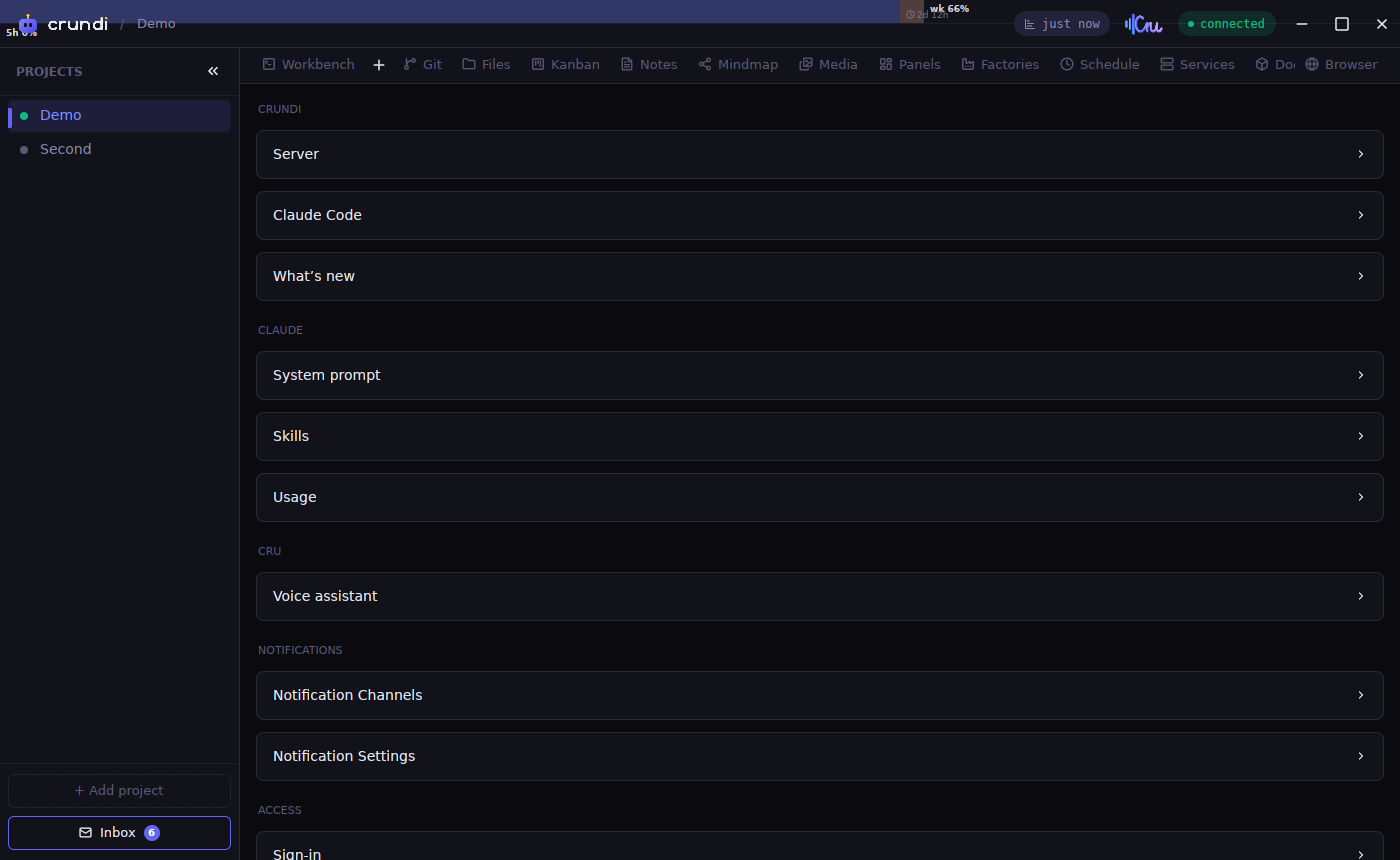 wk 66%
2d 12h
5h 6%
crundi / Demo
just now
Cru
connected
PROJECTS
Workbench
Git
Files
Kanban
Notes
Mindmap
Media
Panels
Factories
Schedule
Services
Do
Browser
Demo
Second
+ Add project
Inbox 6
CRUNDI
Server
Claude Code
What’s new
CLAUDE
System prompt
Skills
Usage
CRU
Voice assistant
NOTIFICATIONS
Notification Channels
Notification Settings
ACCESS
Sign-in